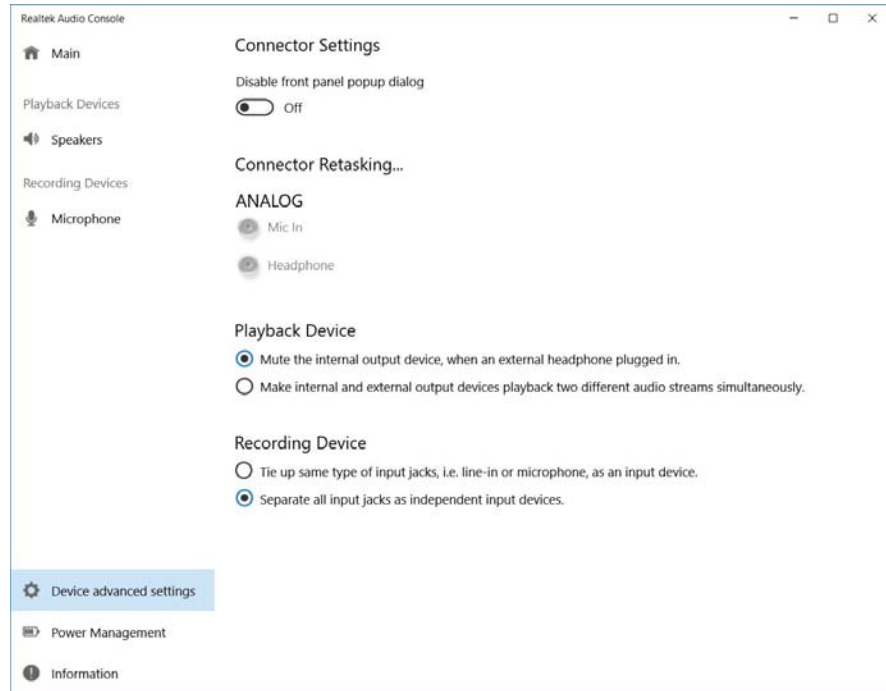 Realtek Audio Console
Main
Playback Devices
Speakers
Recording Devices
Microphone
Device advanced settings
Power Management
Information
Connector Settings
Disable front panel popup dialog
Off
Connector Retasking...
ANALOG
Mic In
Headphone
Playback Device
Mute the internal output device, when an external headphone plugged in.
Make internal and external output devices playback two different audio streams simultaneously.
Recording Device
Tie up same type of input jacks, i.e. line-in or microphone, as an input device.
Separate all input jacks as independent input devices.